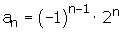 aₙ = (−1)ⁿ⁻¹ · 2ⁿ